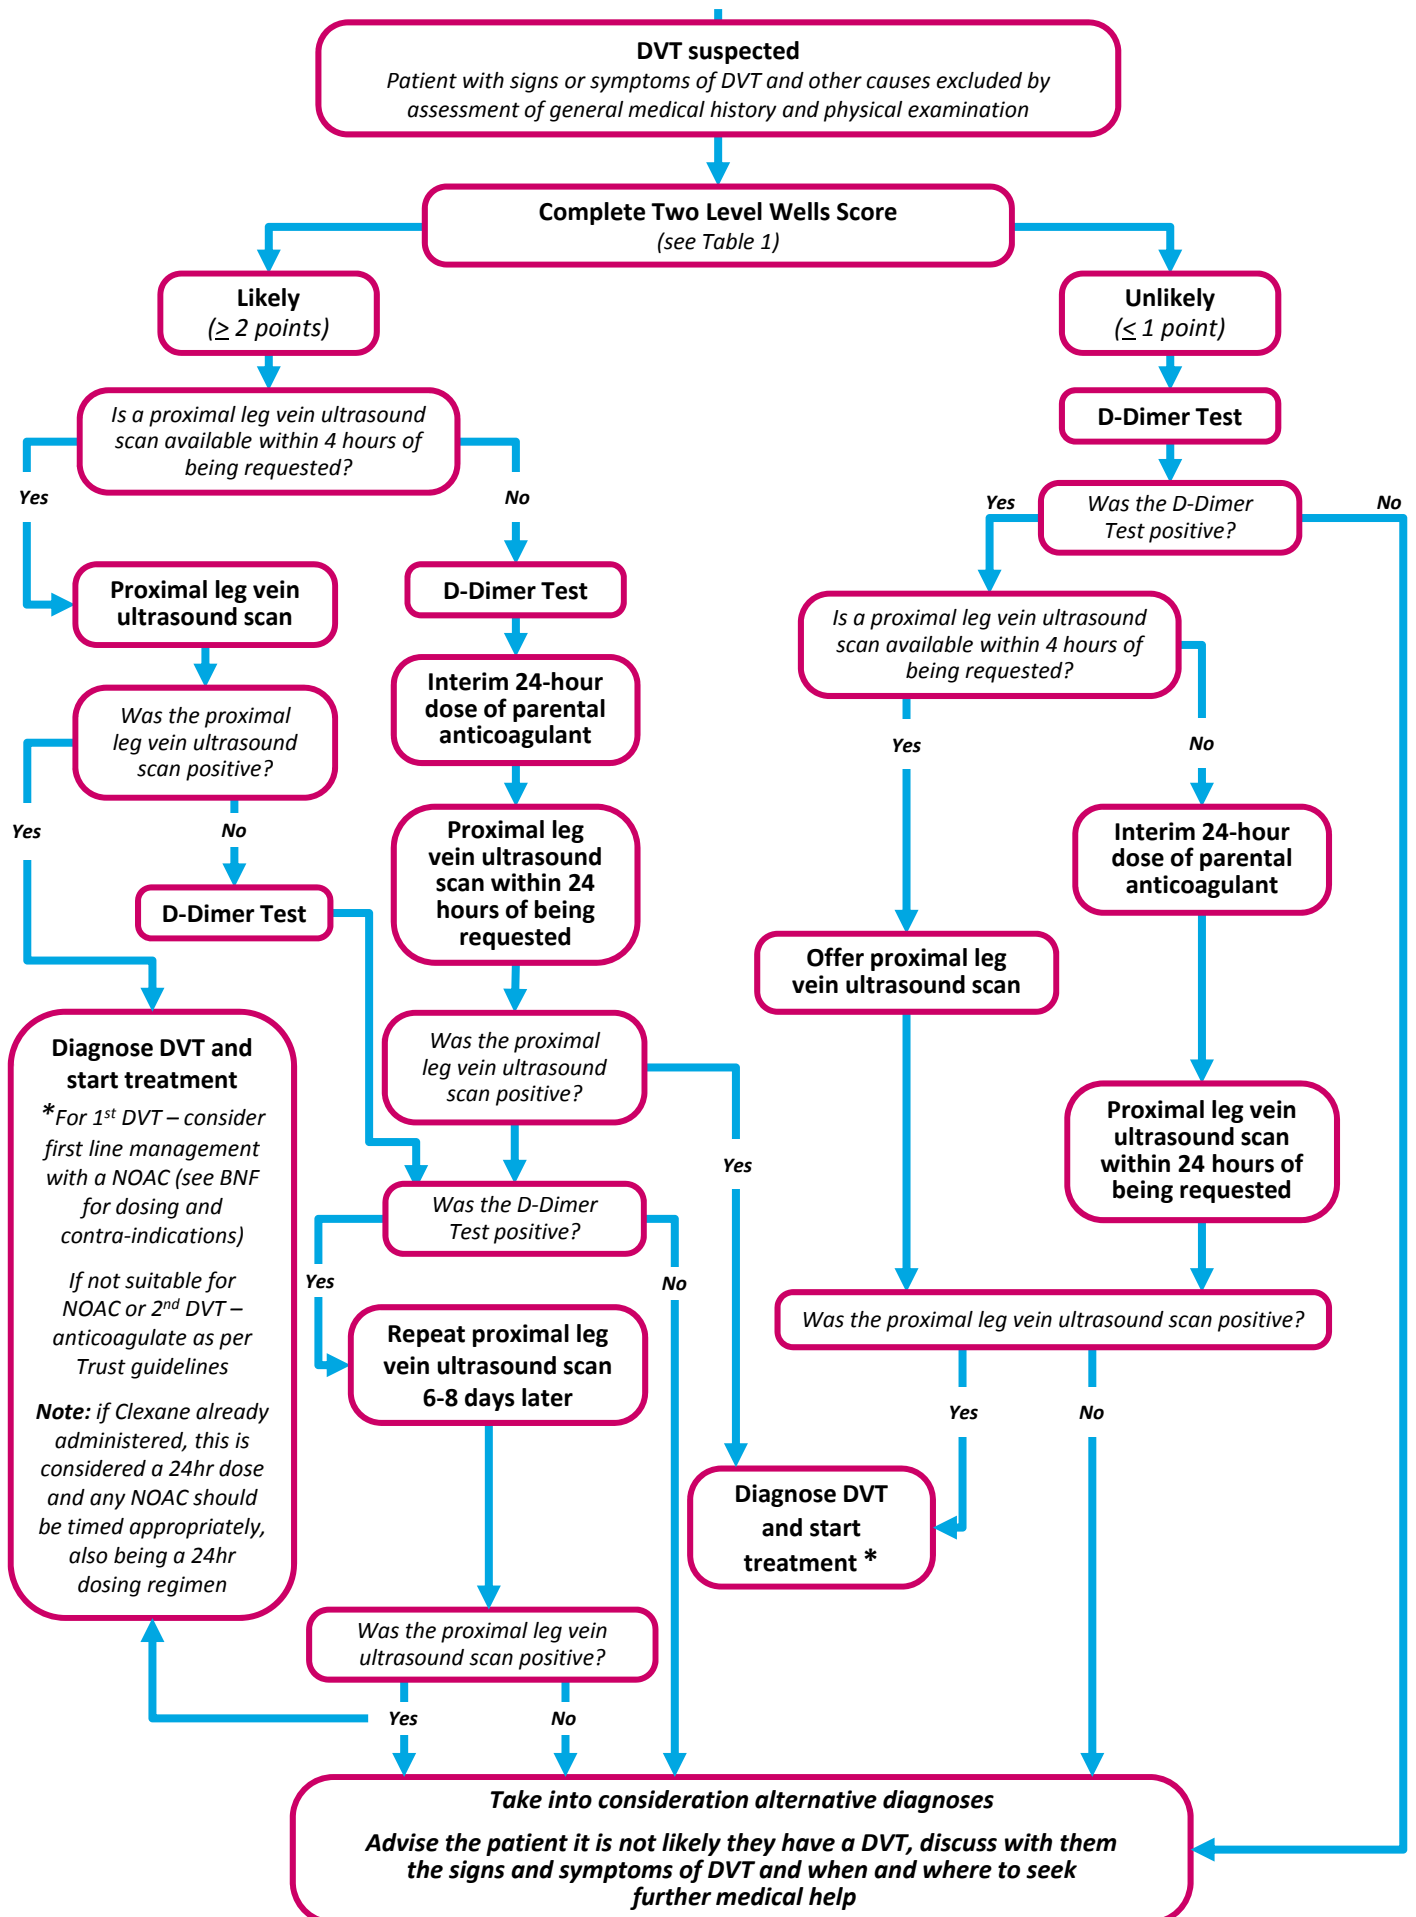 DVT suspected
Patient with signs or symptoms of DVT and other causes excluded by
assessment of general medical history and physical examination
Complete Two Level Wells Score
(see Table 1)
Likely
(≥ 2 points)
Unlikely
(≤ 1 point)
Is a proximal leg vein ultrasound
scan available within 4 hours of
being requested?
D-Dimer Test
Yes
No
Yes
Was the D-Dimer
Test positive?
No
Proximal leg vein
ultrasound scan
D-Dimer Test
Is a proximal leg vein ultrasound
scan available within 4 hours of
being requested?
Interim 24-hour
dose of parental
anticoagulant
Was the proximal
leg vein ultrasound
scan positive?
Yes
No
Yes
No
Proximal leg
vein ultrasound
scan within 24
hours of being
requested
Interim 24-hour
dose of parental
anticoagulant
D-Dimer Test
Offer proximal leg
vein ultrasound scan
Diagnose DVT and
start treatment
*For 1st DVT – consider
first line management
with a NOAC (see BNF
for dosing and
contra-indications)
If not suitable for
NOAC or 2nd DVT –
anticoagulate as per
Trust guidelines
Note: if Clexane already
administered, this is
considered a 24hr dose
and any NOAC should
be timed appropriately,
also being a 24hr
dosing regimen
Was the proximal
leg vein ultrasound
scan positive?
Proximal leg vein
ultrasound scan
within 24 hours of
being requested
Yes
Was the D-Dimer
Test positive?
Yes
No
Was the proximal leg vein ultrasound scan positive?
Repeat proximal leg
vein ultrasound scan
6-8 days later
Yes
No
Diagnose DVT
and start
treatment *
Was the proximal leg vein
ultrasound scan positive?
Yes
No
Take into consideration alternative diagnoses
Advise the patient it is not likely they have a DVT, discuss with them
the signs and symptoms of DVT and when and where to seek
further medical help